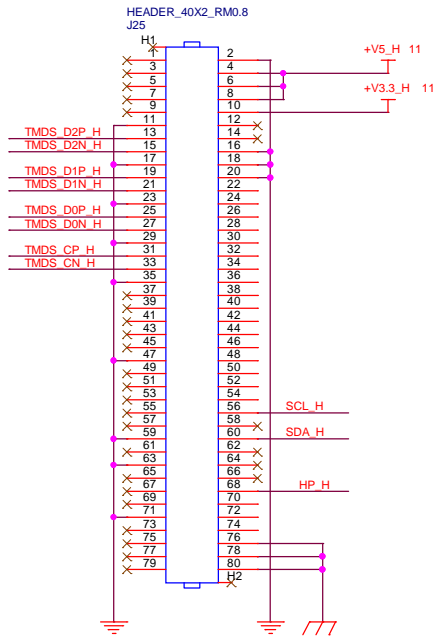 HEADER_40X2_RM0.8
J25
H1
1 2
3 4
5 6
7 8
9 10
11 12
13 14
15 16
17 18
19 20
21 22
23 24
25 26
27 28
29 30
31 32
33 34
35 36
37 38
39 40
41 42
43 44
45 46
47 48
49 50
51 52
53 54
55 56
57 58
59 60
61 62
63 64
65 66
67 68
69 70
71 72
73 74
75 76
77 78
79 80
H2
TMDS_D2P_H
TMDS_D2N_H
TMDS_D1P_H
TMDS_D1N_H
TMDS_D0P_H
TMDS_D0N_H
TMDS_CP_H
TMDS_CN_H
+V5_H 11
+V3.3_H 11
SCL_H
SDA_H
HP_H